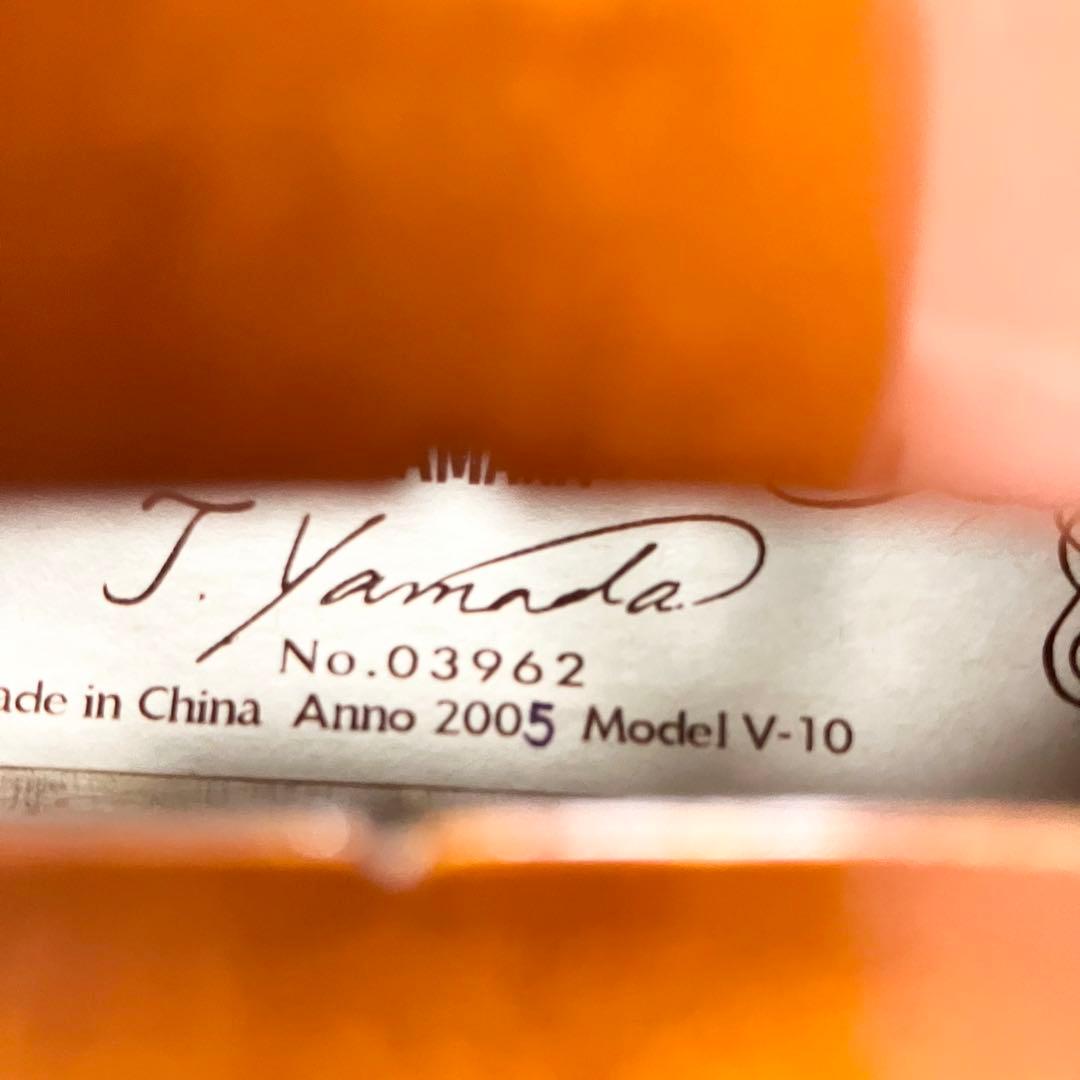 J. Yamada
No.03962
ade in China Anno 2005 Model V-10